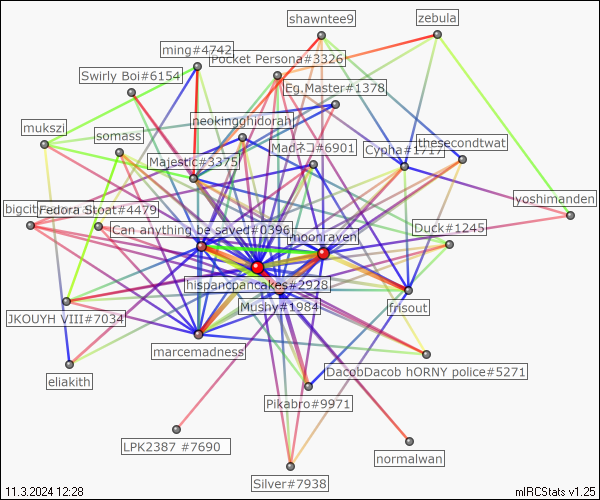 shawntee9
zebula
ming#4742
Pocket Persona#3326
Swirly Boi#6154
Eg.Master#1378
neokingghidorah
mukszi
somass
Madネコ#6901
Cypha#1717
thesecondtwat
Majestic#3375
yoshimanden
bigcit
Fedora Stoat#4479
Can anything be saved#0396
moonraven
Duck#1245
hispancpancakes#2928
Mushy#1984
frisout
JKOUYH VIII#7034
marcemadness
eliakith
DacobDacob hORNY police#5271
Pikabro#9971
LPK2387 #7690
normalwan
Silver#7938
11.3.2024 12:28
mIRCStats v1.25